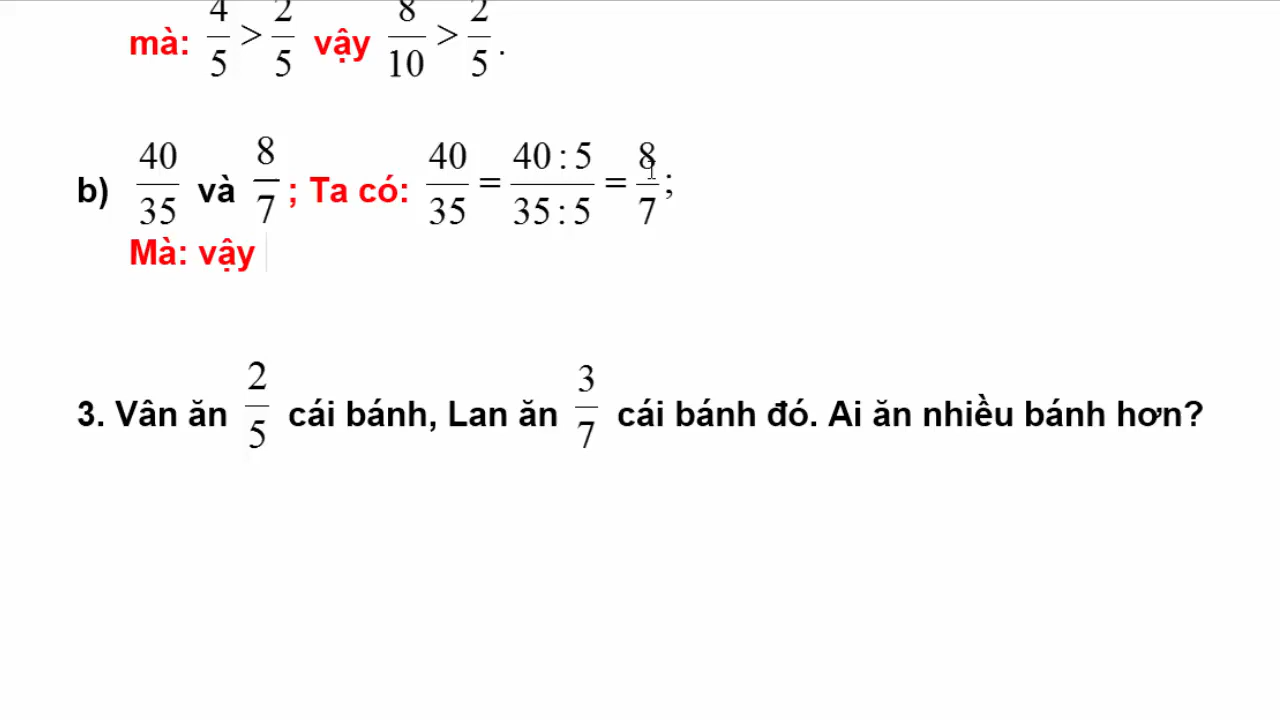 mà: 4/5 > 2/5 vậy 8/10 > 2/5 .
b) 40/35 và 8/7 ; Ta có: 40/35 = 40 : 5/35 : 5 = 8/7 ;
Mà: vậy
3. Vân ăn 2/5 cái bánh, Lan ăn 3/7 cái bánh đó. Ai ăn nhiều bánh hơn?